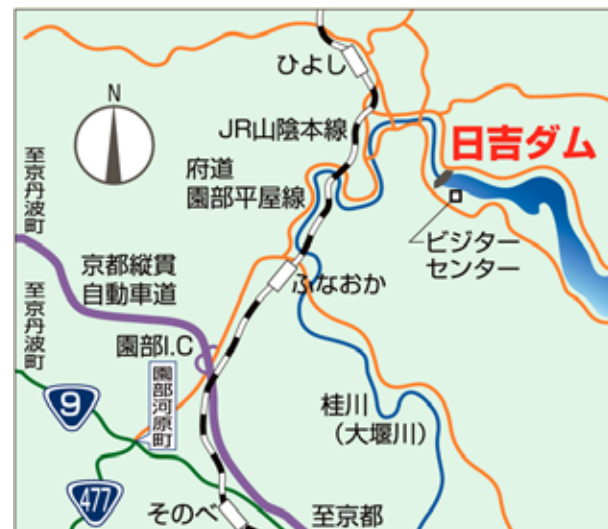 ひよし
N
JR山陰本線
日吉ダム
府道
園部平屋線
至京丹波町
ビジター
センター
京都縦貫
自動車道
ふなおか
至京丹波町
園部I.C
園部河原町
9
桂川
（大堰川）
477
そのべ
至京都